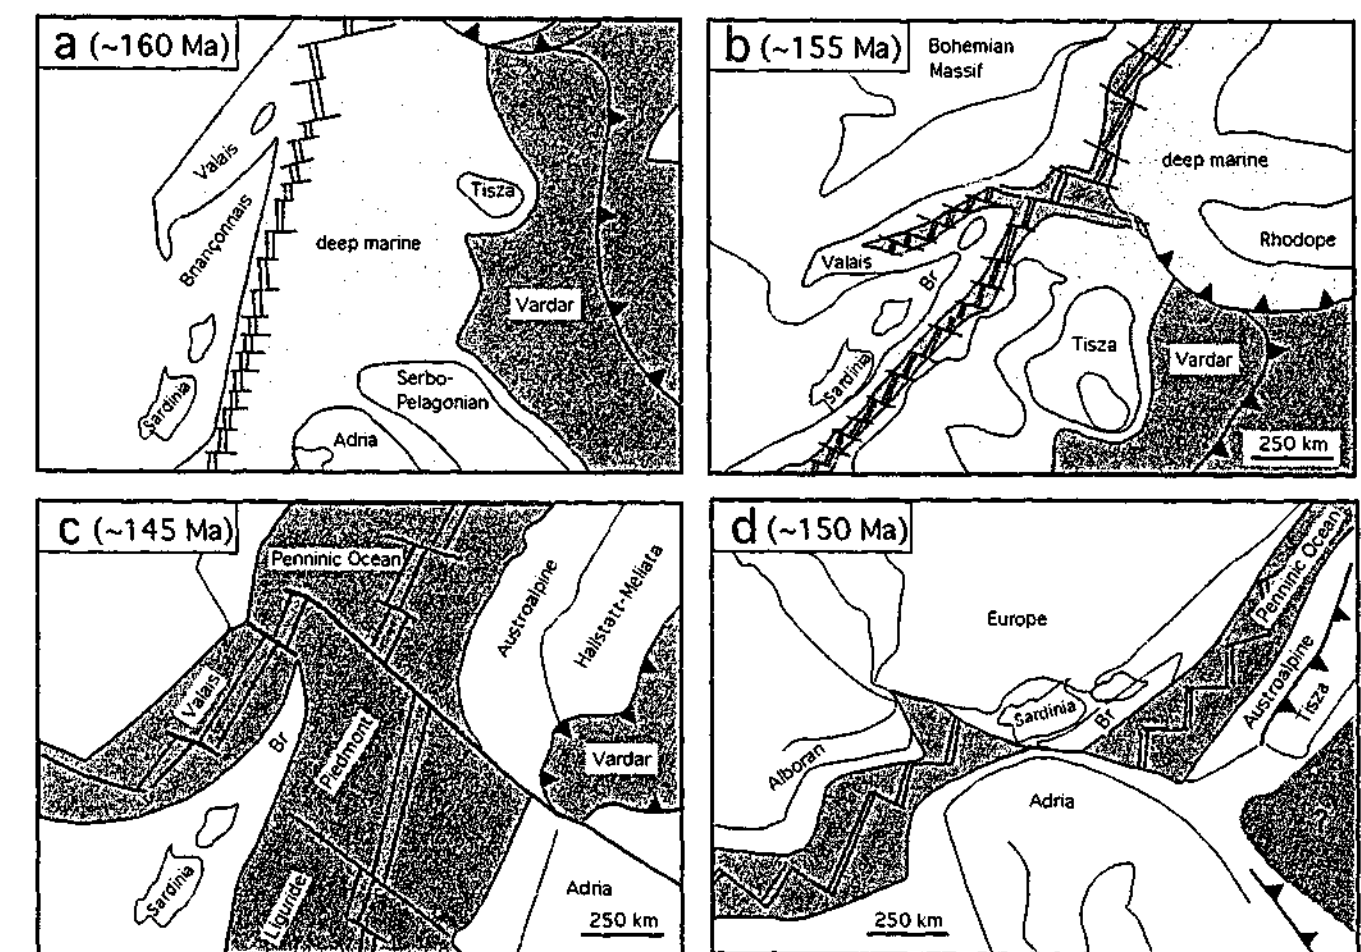 a (~160 Ma)
Valais
Briançonnais
deep marine
Tisza
Vardar
Sardinia
Serbo-
Pelagonian
Adria
b (~155 Ma)
Bohemian
Massif
deep marine
Rhodope
Valais
Br
Tisza
Vardar
Sardinia
250 km
c (~145 Ma)
Penninic Ocean
Austroalpine
Hallstatt-Meliata
Valais
Br
Piedmont
Vardar
Sardinia
Liguride
Adria
250 km
d (~150 Ma)
Penninic Ocean
Europe
Austroalpine
Tisza
Sardinia
Br
Alboran
Adria
?
250 km